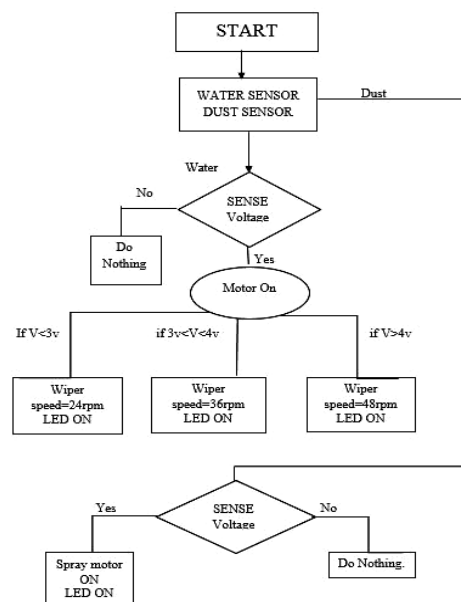 START
WATER SENSOR
DUST SENSOR
Dust
Water
No
SENSE
Voltage
Do
Nothing
Yes
Motor On
If V<3v
if 3v<V<4v
if V>4v
Wiper
speed=24rpm
LED ON
Wiper
speed=36rpm
LED ON
Wiper
speed=48rpm
LED ON
Yes
SENSE
Voltage
No
Spray motor
ON
LED ON
Do Nothing.